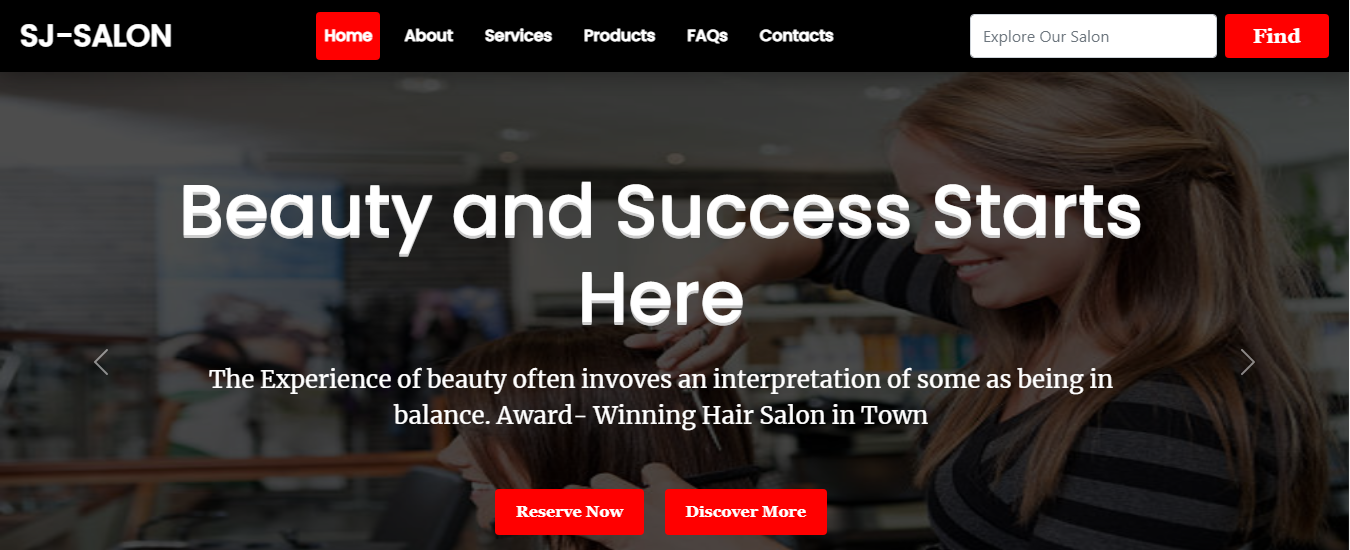 SJ-SALON
Home About Services Products FAQs Contacts
Explore Our Salon Find
Beauty and Success Starts
Here
The Experience of beauty often invoves an interpretation of some as being in
balance. Award- Winning Hair Salon in Town
Reserve Now Discover More